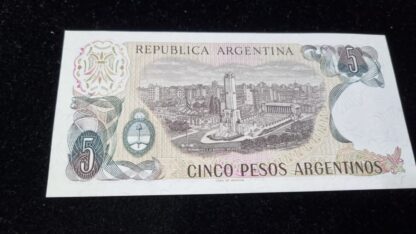 REPUBLICA ARGENTINA
5
5
CINCO PESOS ARGENTINOS